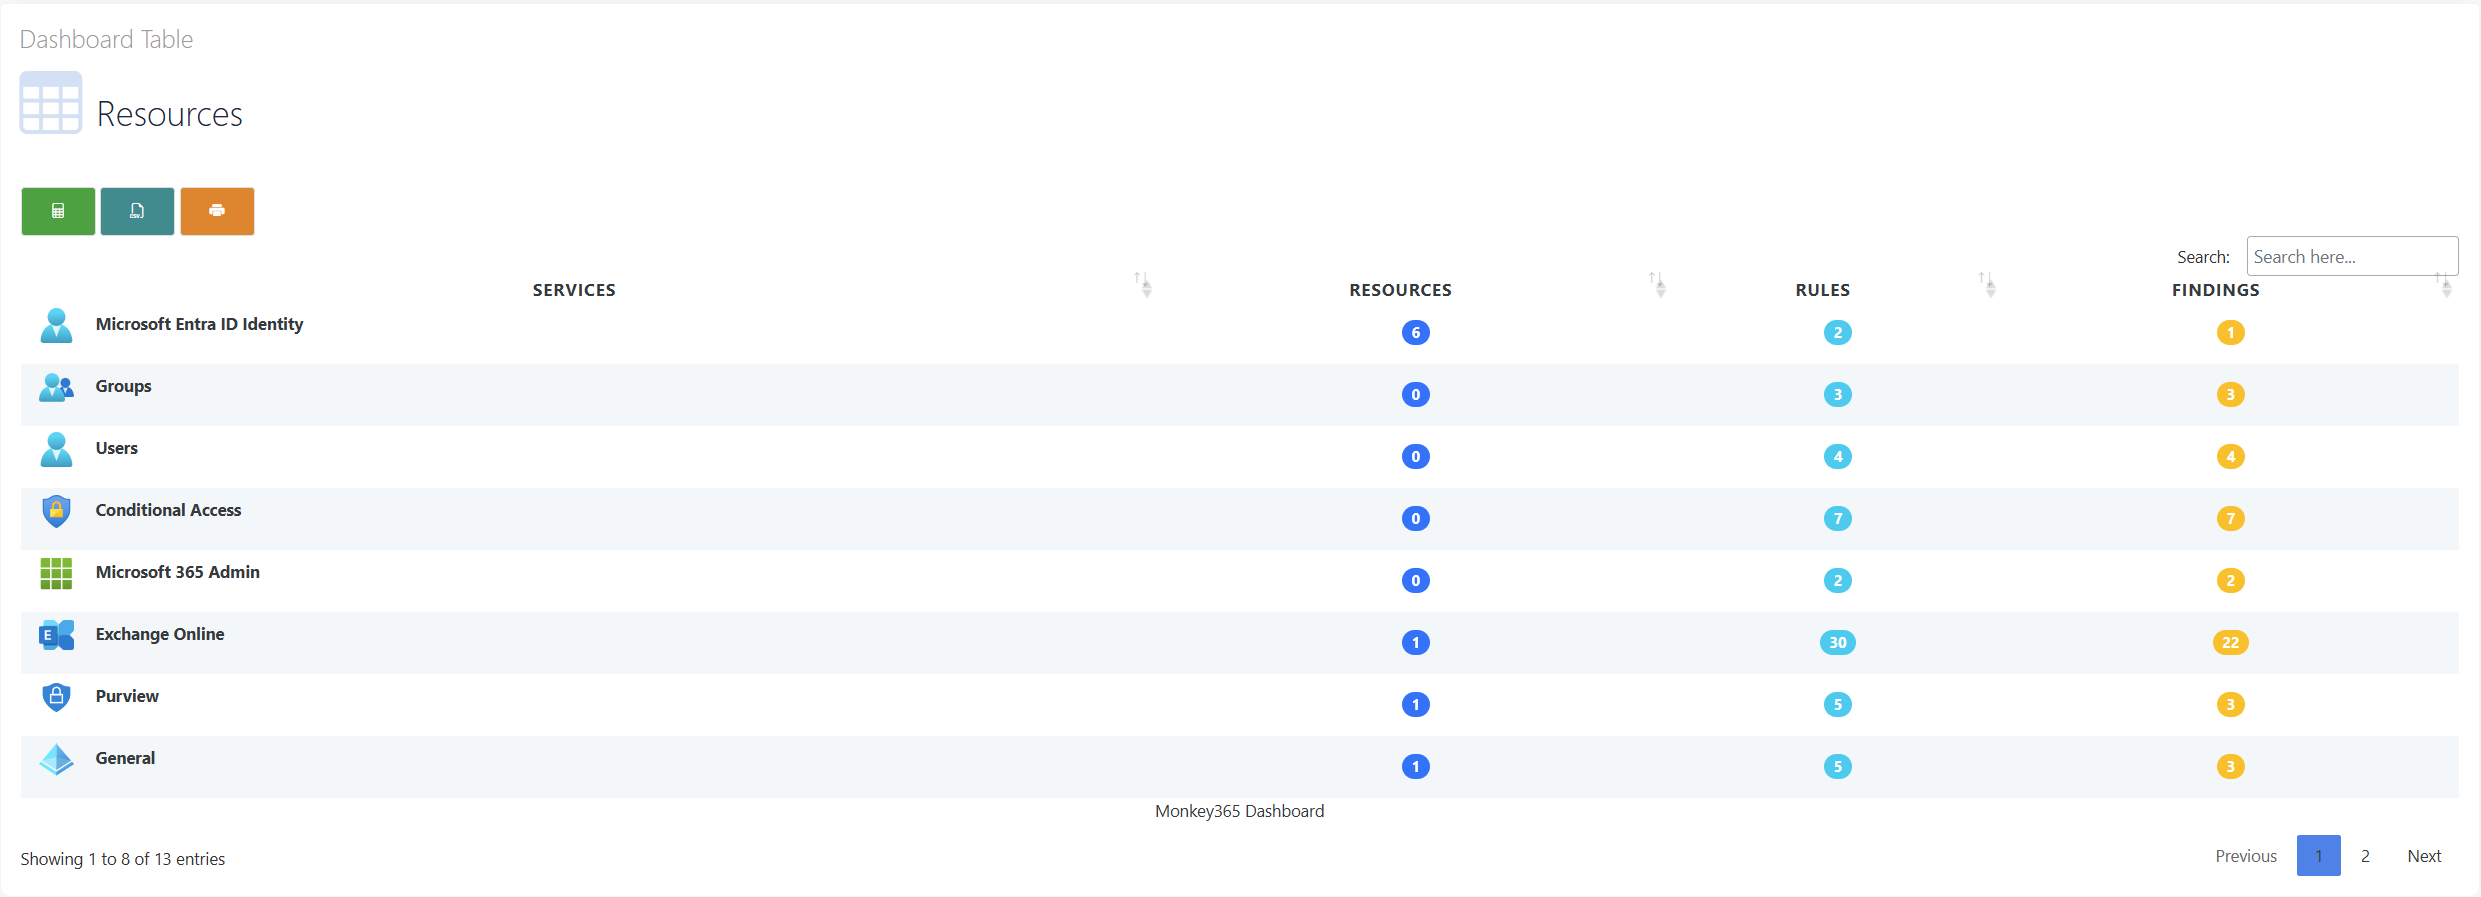 Dashboard Table
Resources
CSV
Search: Search here...
SERVICES RESOURCES RULES FINDINGS
Microsoft Entra ID Identity 6 2 1
Groups 0 3 3
Users 0 4 4
Conditional Access 0 7 7
Microsoft 365 Admin 0 2 2
E Exchange Online 1 30 22
Purview 1 5 3
General 1 5 3
Monkey365 Dashboard
Showing 1 to 8 of 13 entries
Previous 1 2 Next